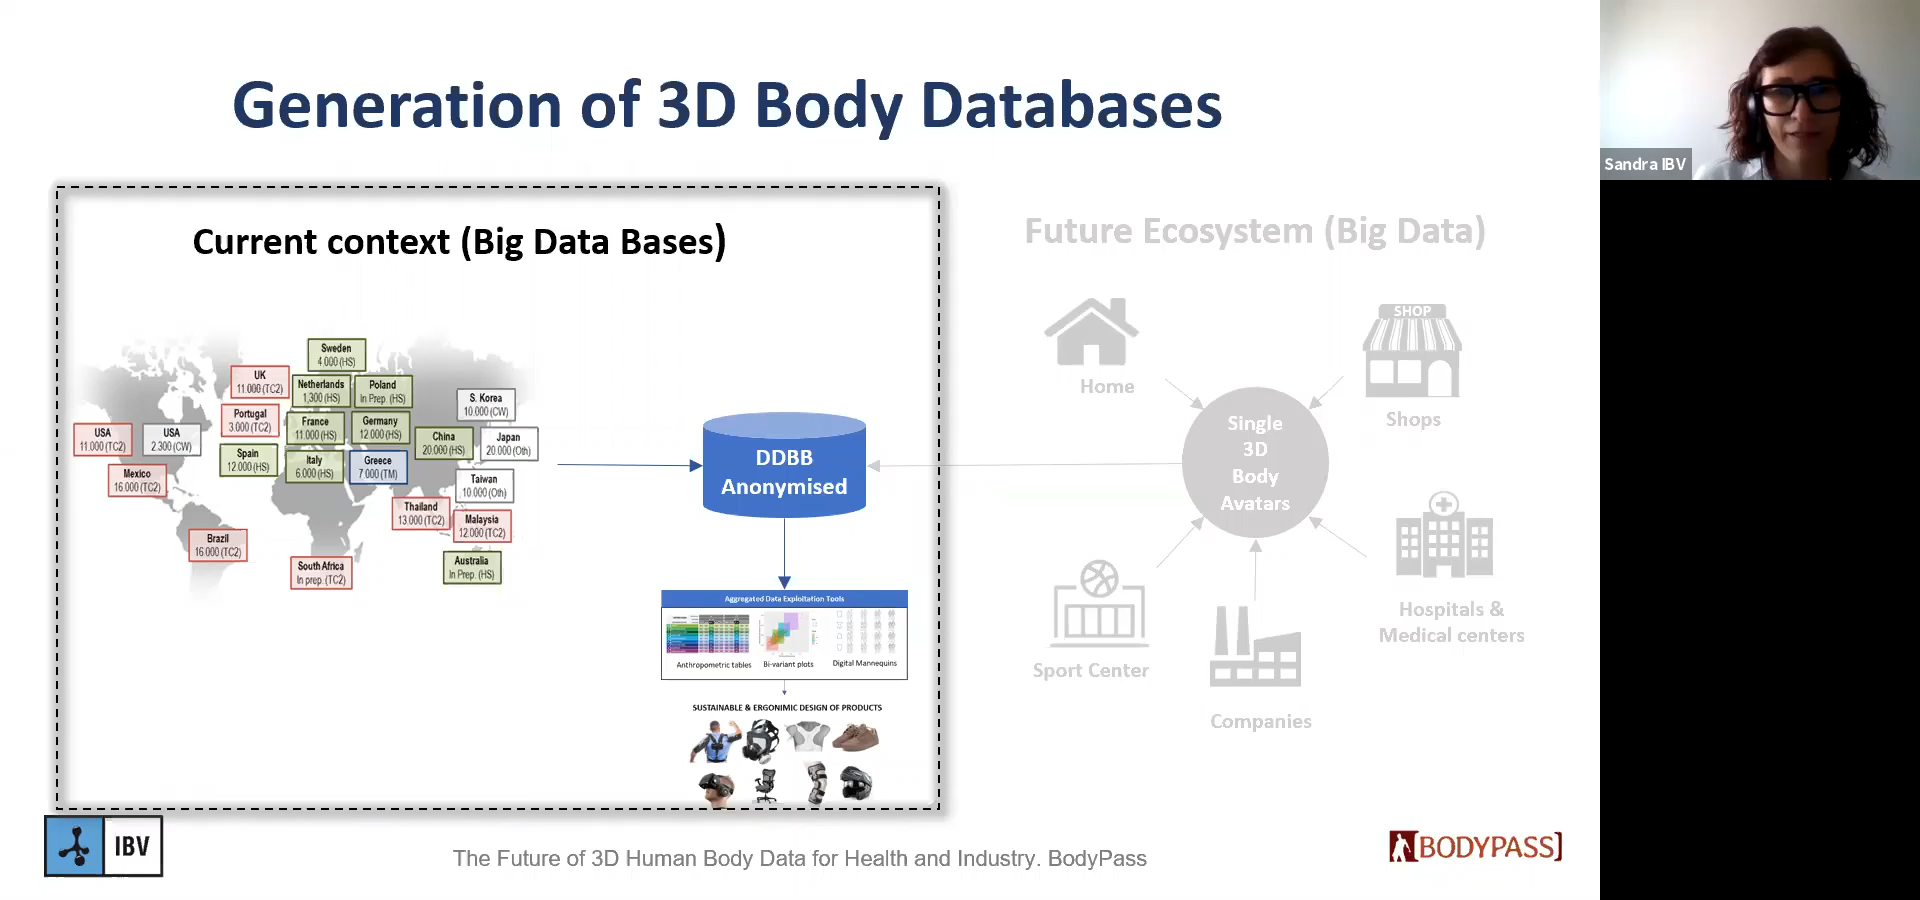 Generation of 3D Body Databases
Sandra IBV
Current context (Big Data Bases)
Sweden
4.000 (HS)
UK
11.000 (TC2)
Netherlands
1,300 (HS)
Poland
In Prep. (HS)
S. Korea
10.000 (CW)
Portugal
3.000 (TC2)
France
11.000 (HS)
Germany
12.000 (HS)
USA
11.000 (TC2)
USA
2.300 (CW)
China
20.000 (HS)
Japan
20.000 (Oth)
Spain
12.000 (HS)
Italy
6.000 (HS)
Greece
7.000 (TM)
Mexico
16.000 (TC2)
Taiwan
10.000 (Oth)
Thailand
13.000 (TC2)
Malaysia
12.000 (TC2)
Brazil
16.000 (TC2)
South Africa
In prep. (TC2)
Australia
In Prep. (HS)
DDBB
Anonymised
Aggregated Data Exploitation Tools
Anthropometric tables
Bi-variant plots
Digital Mannequins
SUSTAINABLE & ERGONIMIC DESIGN OF PRODUCTS
Future Ecosystem (Big Data)
Home
SHOP
Shops
Single
3D
Body
Avatars
Hospitals &
Medical centers
Sport Center
Companies
IBV
The Future of 3D Human Body Data for Health and Industry. BodyPass
BODYPASS]